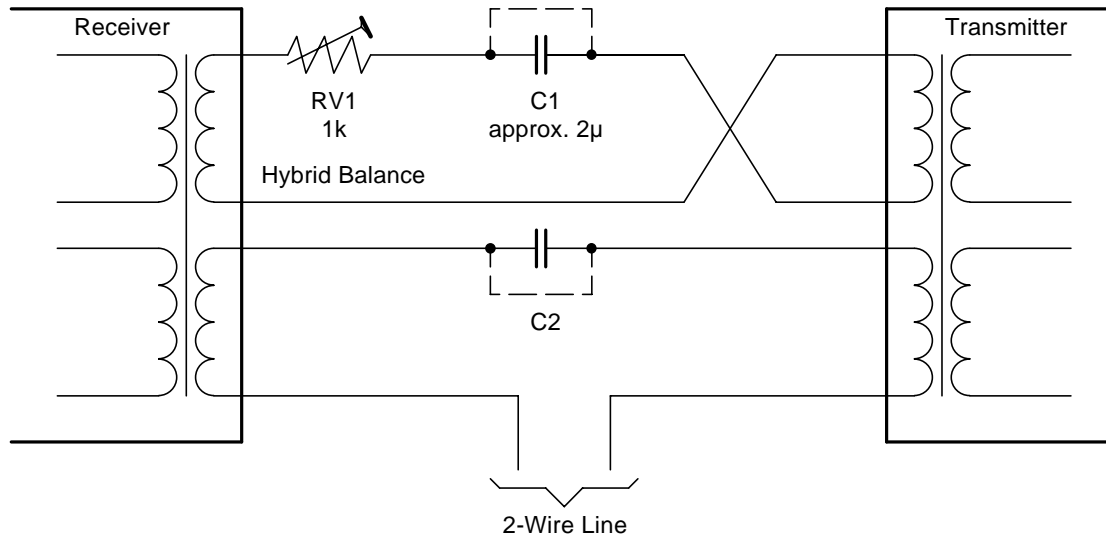 Receiver
Transmitter
RV1
1k
C1
approx. 2µ
Hybrid Balance
C2
2-Wire Line